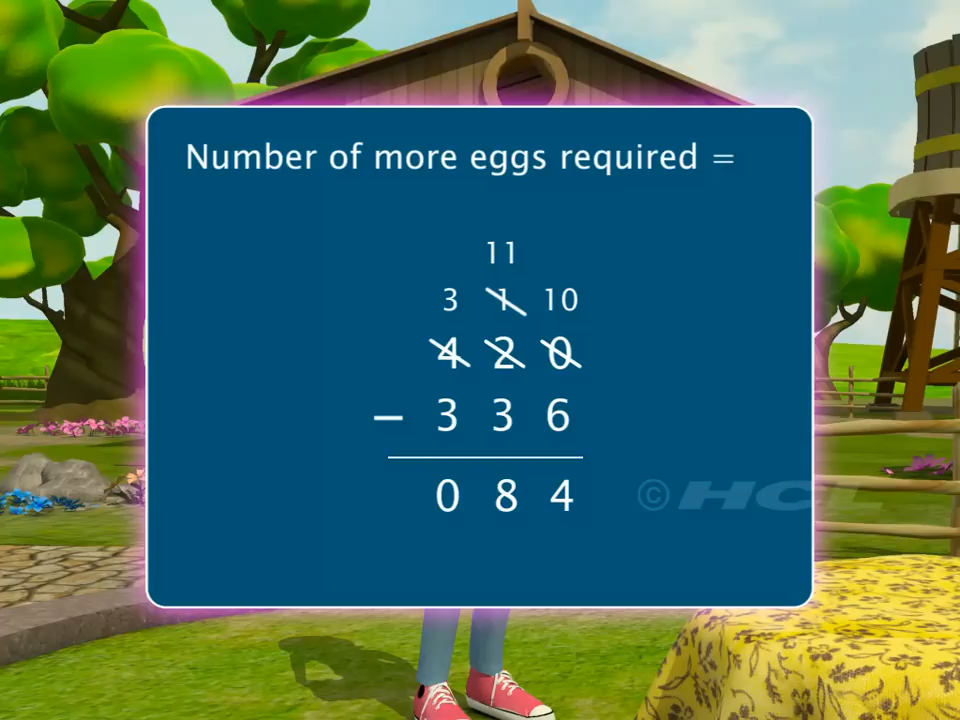 Number of more eggs required =
11
3 1 10
4 2 0
− 3 3 6
0 8 4
© HCL